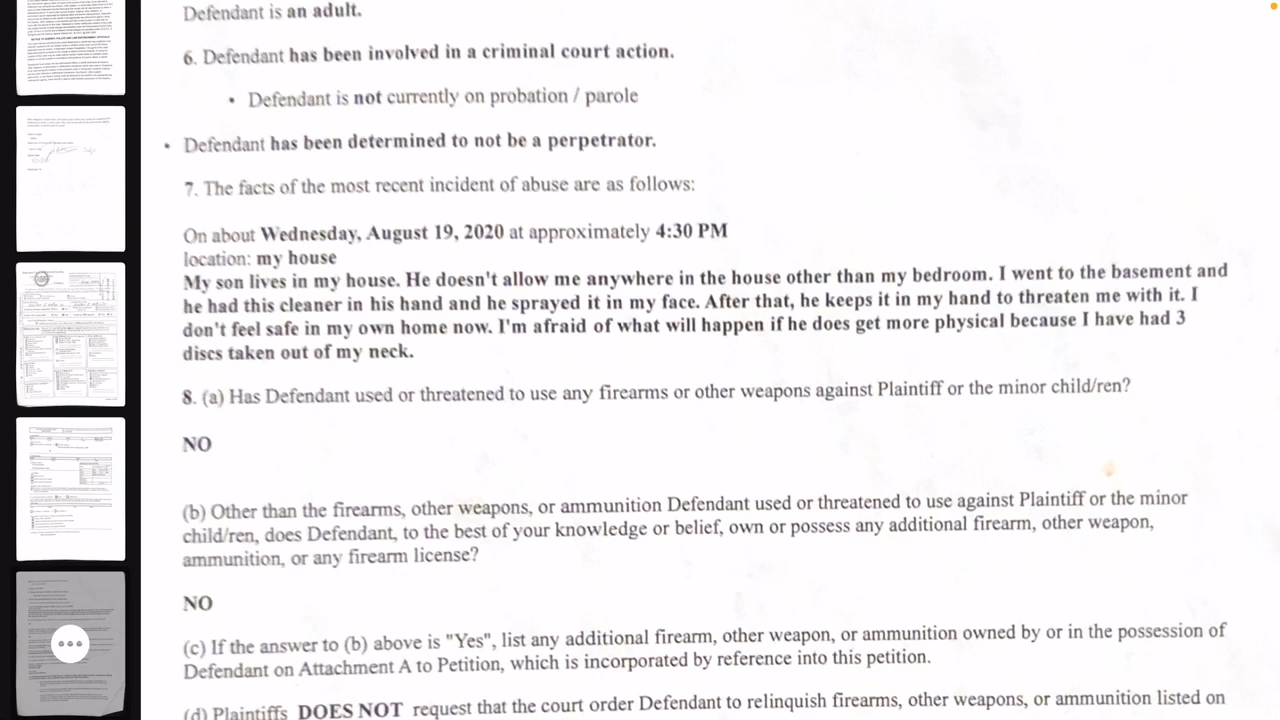 Defendant is an adult.
6. Defendant has been involved in a criminal court action.
• Defendant is not currently on probation / parole
• Defendant has been determined to not be a perpetrator.
7. The facts of the most recent incident of abuse are as follows:
On about Wednesday, August 19, 2020 at approximately 4:30 PM
location: my house
My son lives in my house. He doesn't allow me anywhere in the house other than my bedroom. I went to the basement and
he had this cleaner in his hand and he sprayed it in my face. After that, he keeps it in my hand to threaten me with it. I
don't feel safe in my own home now. I'm afraid of what will happen if he does get more physical because I have had 3
discs taken out of my neck.
8. (a) Has Defendant used or threatened to use any firearms or other weapons against Plaintiff or the minor child/ren?
NO
(b) Other than the firearms, other weapons, or ammunition Defendant used or threatened to use against Plaintiff or the minor
child/ren, does Defendant, to the best of your knowledge or belief, own or possess any additional firearm, other weapon,
ammunition, or any firearm license?
NO
(c) If the answer to (b) above is "Yes", list any additional firearm, other weapon, or ammunition owned by or in the possession of
Defendant on Attachment A to Petition, which is incorporated by reference into this petition.
(d) Plaintiffs DOES NOT request that the court order Defendant to relinquish firearms, other weapons, or ammunition listed on